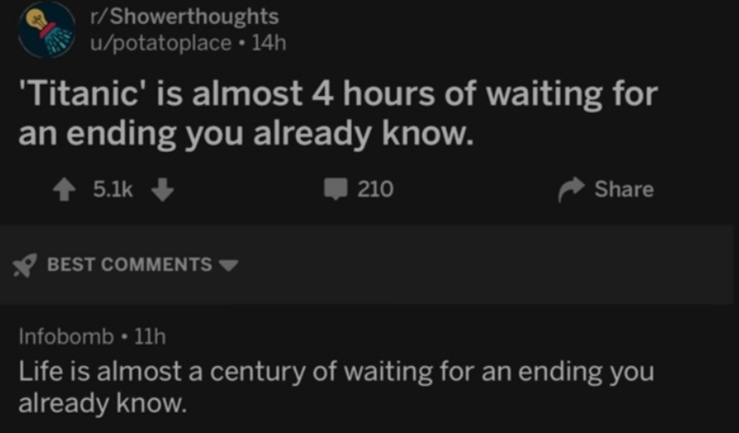 r/Showerthoughts
u/potatoplace • 14h
'Titanic' is almost 4 hours of waiting for
an ending you already know.
5.1k
210
Share
BEST COMMENTS
Infobomb • 11h
Life is almost a century of waiting for an ending you
already know.